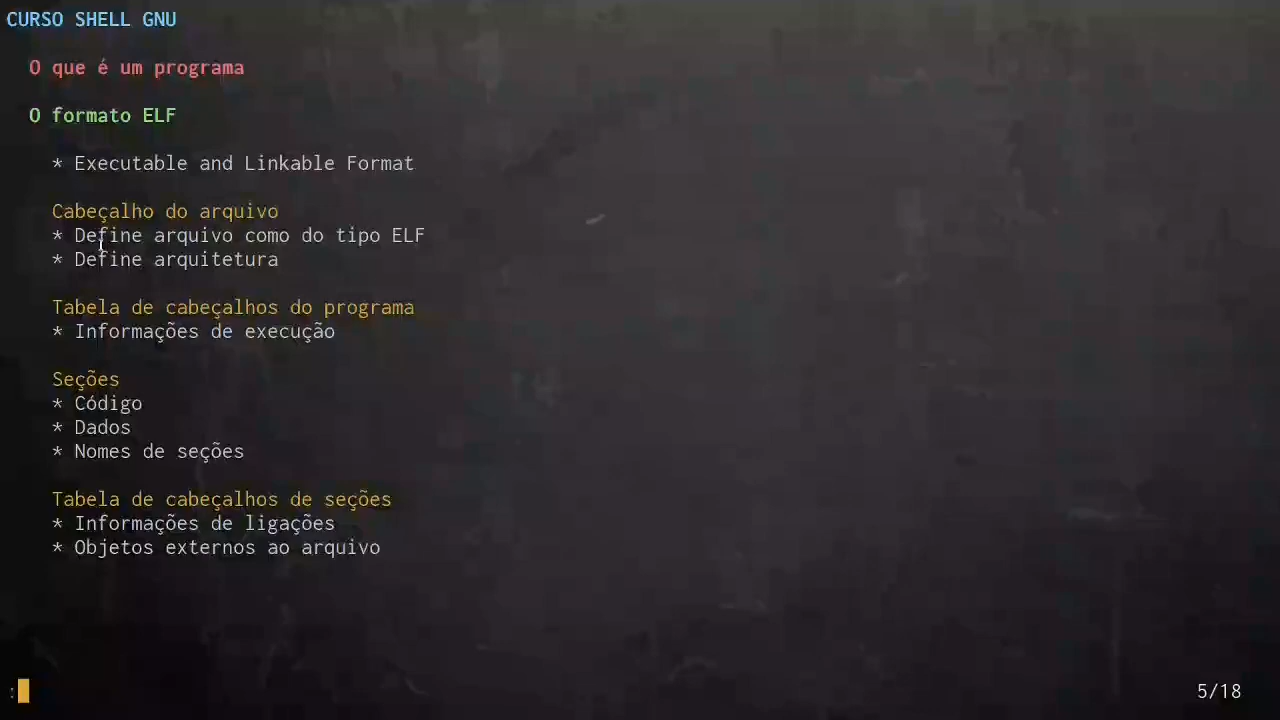 CURSO SHELL GNU
O que é um programa
O formato ELF
* Executable and Linkable Format
Cabeçalho do arquivo
* Define arquivo como do tipo ELF
* Define arquitetura
Tabela de cabeçalhos do programa
* Informações de execução
Seções
* Código
* Dados
* Nomes de seções
Tabela de cabeçalhos de seções
* Informações de ligações
* Objetos externos ao arquivo
: 5/18